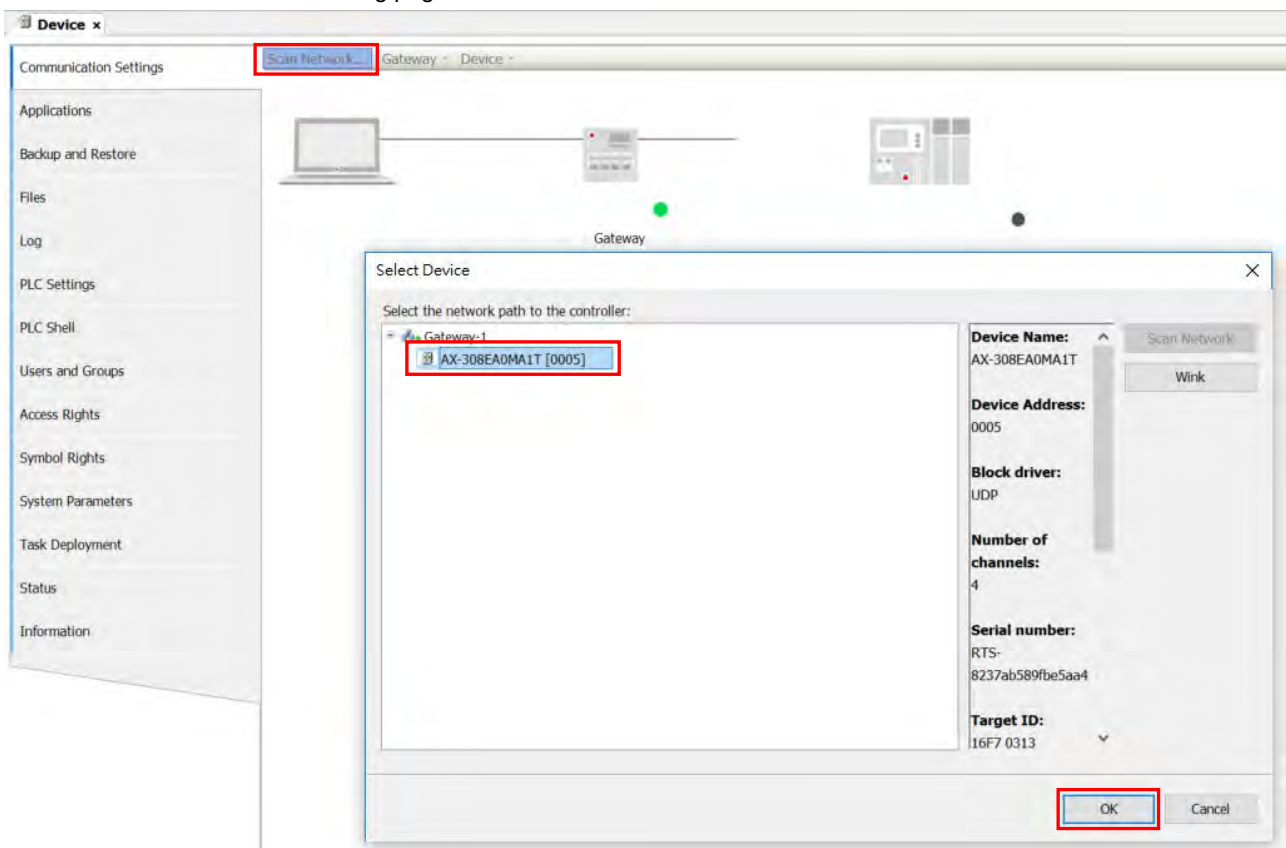 Device ×
Communication Settings
Applications
Backup and Restore
Files
Log
PLC Settings
PLC Shell
Users and Groups
Access Rights
Symbol Rights
System Parameters
Task Deployment
Status
Information
Scan Network... Gateway Device
Gateway
Select Device
Select the network path to the controller:
Gateway-1
AX-308EA0MA1T [0005]
Device Name:
AX-308EA0MA1T
Device Address:
0005
Block driver:
UDP
Number of
channels:
4
Serial number:
RTS-
8237ab589fbe5aa4
Target ID:
16F7 0313
Scan Network
Wink
OK Cancel